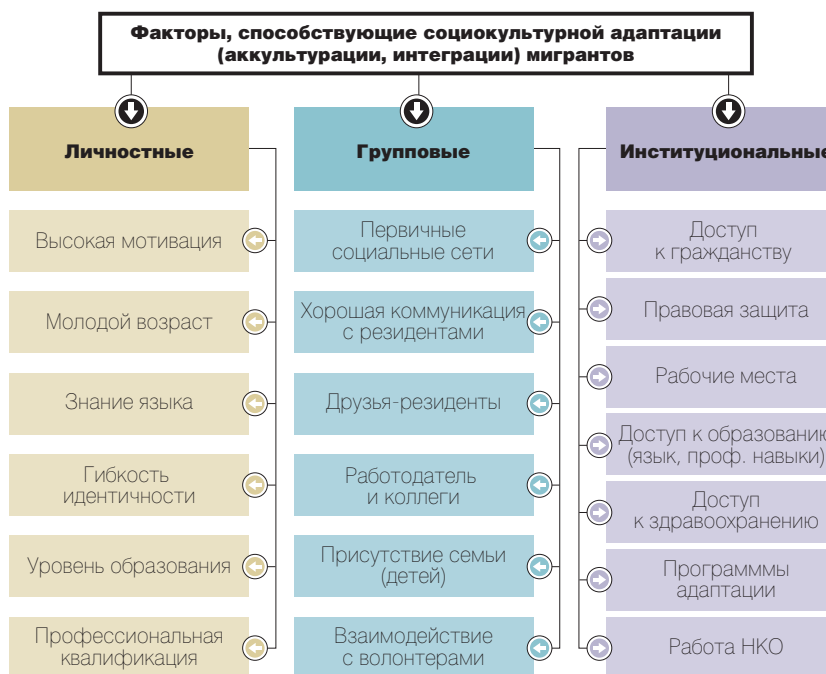 Факторы, способствующие социокультурной адаптации
(аккультурации, интеграции) мигрантов
Личностные
Высокая мотивация
Молодой возраст
Знание языка
Гибкость
идентичности
Уровень образования
Профессиональная
квалификация
Групповые
Первичные
социальные сети
Хорошая коммуникация
с резидентами
Друзья-резиденты
Работодатель
и коллеги
Присутствие семьи
(детей)
Взаимодействие
с волонтерами
Институциональные
Доступ
к гражданству
Правовая защита
Рабочие места
Доступ к образованию
(язык, проф. навыки)
Доступ
к здравоохранению
Программмы
адаптации
Работа НКО